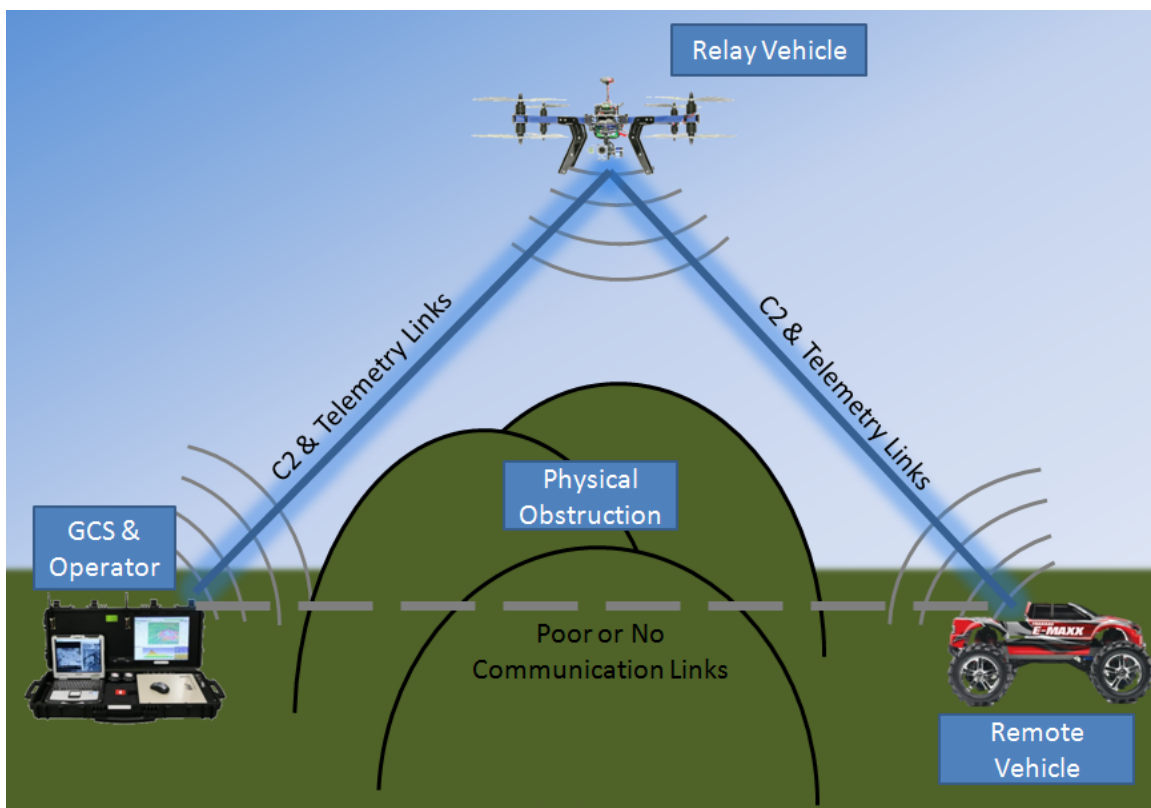 Relay Vehicle
C2 & Telemetry Links
C2 & Telemetry Links
Physical
Obstruction
GCS &
Operator
Poor or No
Communication Links
E-MAXX
Remote
Vehicle